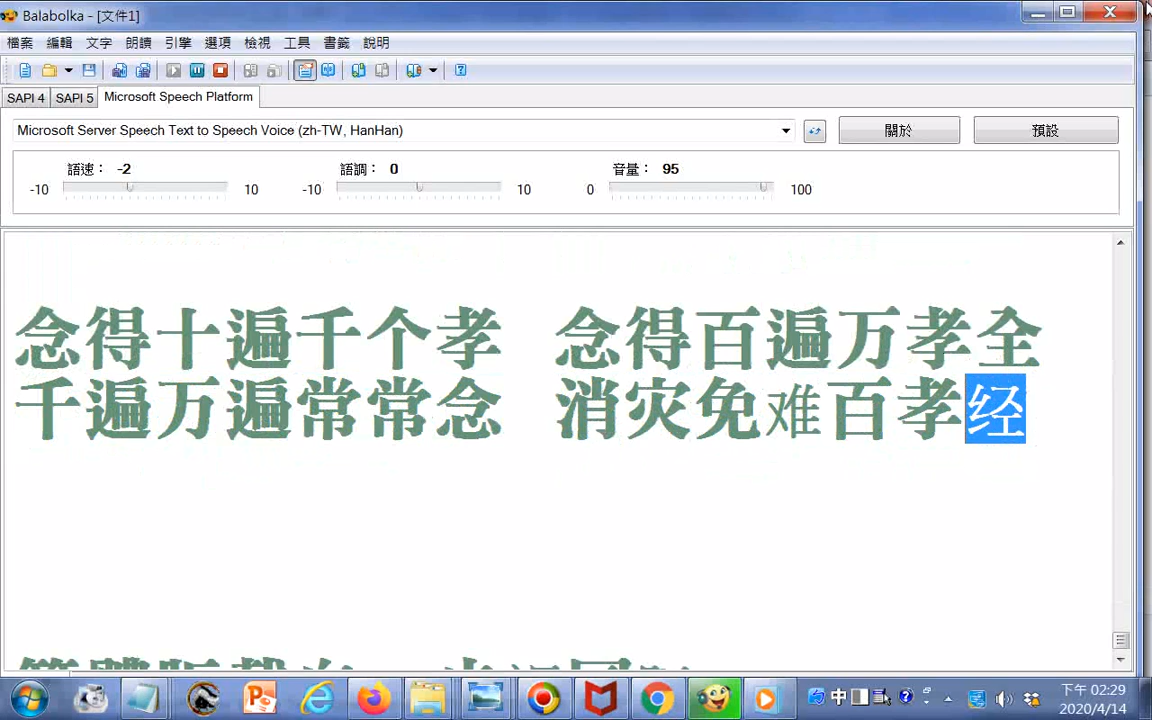 Balabolka - [文件1]
檔案 編輯 文字 朗讀 引擎 選項 檢視 工具 書籤 說明
SAPI 4 SAPI 5 Microsoft Speech Platform
Microsoft Server Speech Text to Speech Voice (zh-TW, HanHan) 關於 預設
語速： -2 語調： 0 音量： 95
-10 10 -10 10 0 100
念得十遍千个孝 念得百遍万孝全
千遍万遍常常念 消灾免难百孝经
中
下午 02:29
2020/4/14